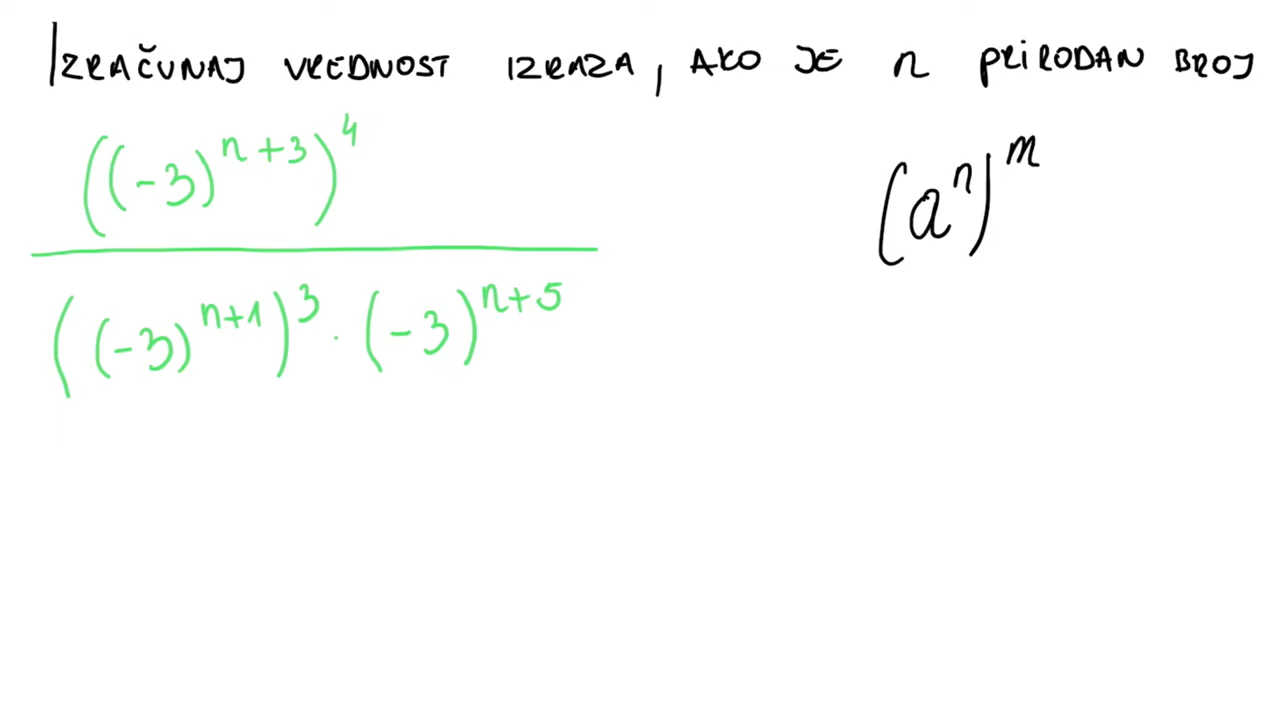 IZRAČUNAJ VREDNOST IZRAZA, AKO JE n PRIRODAN BROJ
((-3)^{n+3})^4
(a^n)^m
((-3)^{n+1})^3 · (-3)^{n+5}